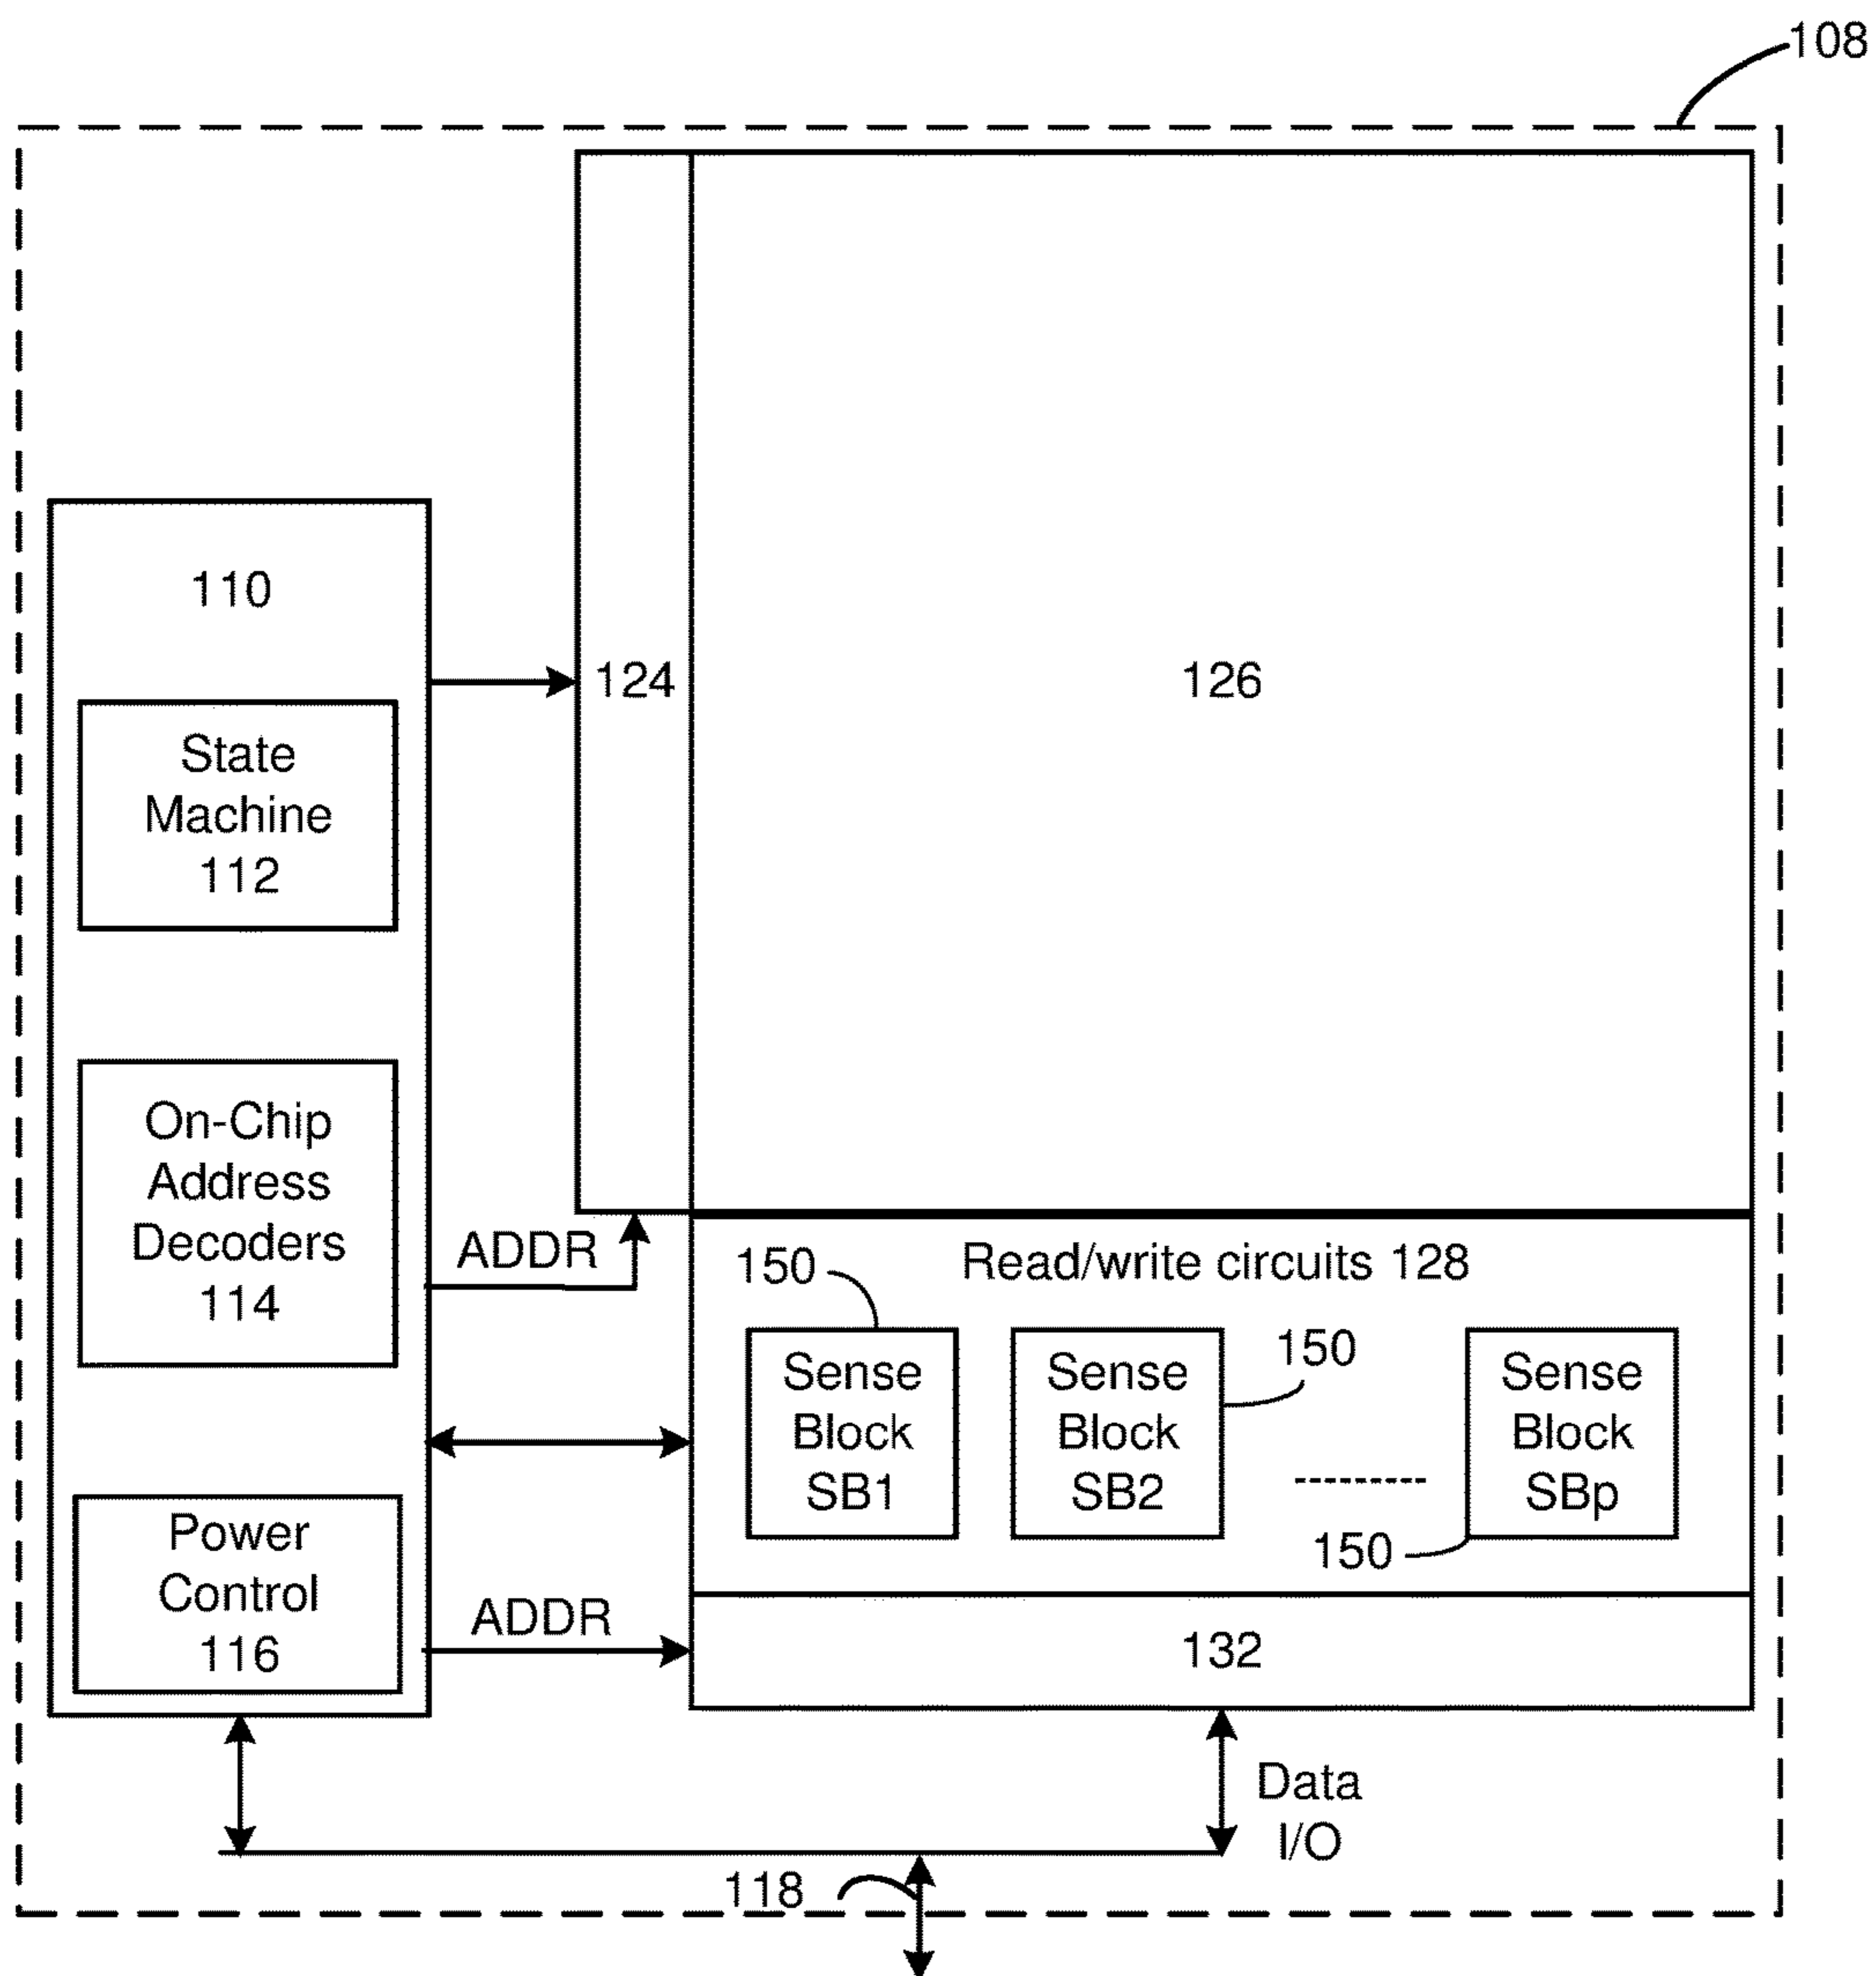 108
110
124
126
State
Machine
112
On-Chip
Address
Decoders
114
ADDR
Read/write circuits 128
150
150
Sense
Block
SB1
Sense
Block
SB2
---------
Sense
Block
SBp
150
Power
Control
116
ADDR
132
Data
I/O
118